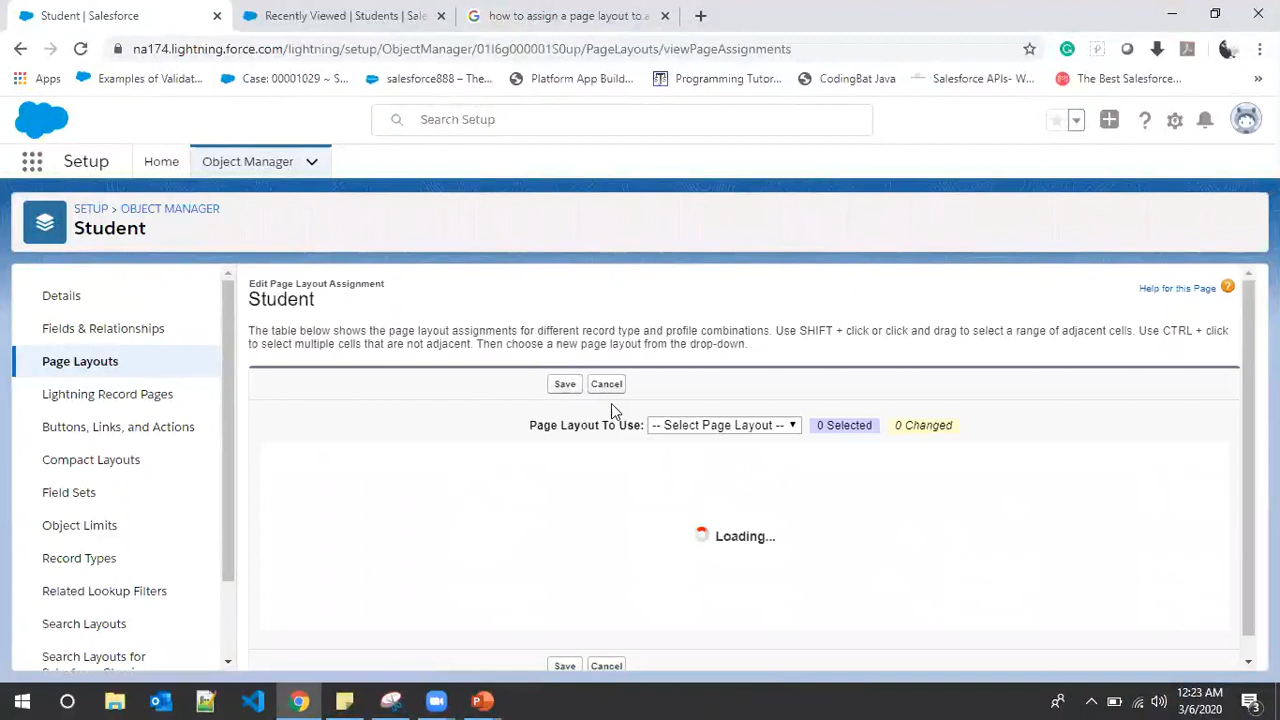 Student | Salesforce
Recently Viewed | Students | Sale
how to assign a page layout to a
na174.lightning.force.com/lightning/setup/ObjectManager/01I6g000001S0up/PageLayouts/viewPageAssignments
Apps
Examples of Validat...
Case: 00001029 ~ S...
salesforce888 – The...
Platform App Build...
Programming Tutor...
CodingBat Java
Salesforce APIs- W...
The Best Salesforce...
Search Setup
Setup
Home
Object Manager
SETUP > OBJECT MANAGER
Student
Details
Fields & Relationships
Page Layouts
Lightning Record Pages
Buttons, Links, and Actions
Compact Layouts
Field Sets
Object Limits
Record Types
Related Lookup Filters
Search Layouts
Search Layouts for
Edit Page Layout Assignment
Student
Help for this Page
The table below shows the page layout assignments for different record type and profile combinations. Use SHIFT + click or click and drag to select a range of adjacent cells. Use CTRL + click
to select multiple cells that are not adjacent. Then choose a new page layout from the drop-down.
Save Cancel
Page Layout To Use: -- Select Page Layout -- 0 Selected 0 Changed
Loading...
Save Cancel
12:23 AM
3/6/2020
3